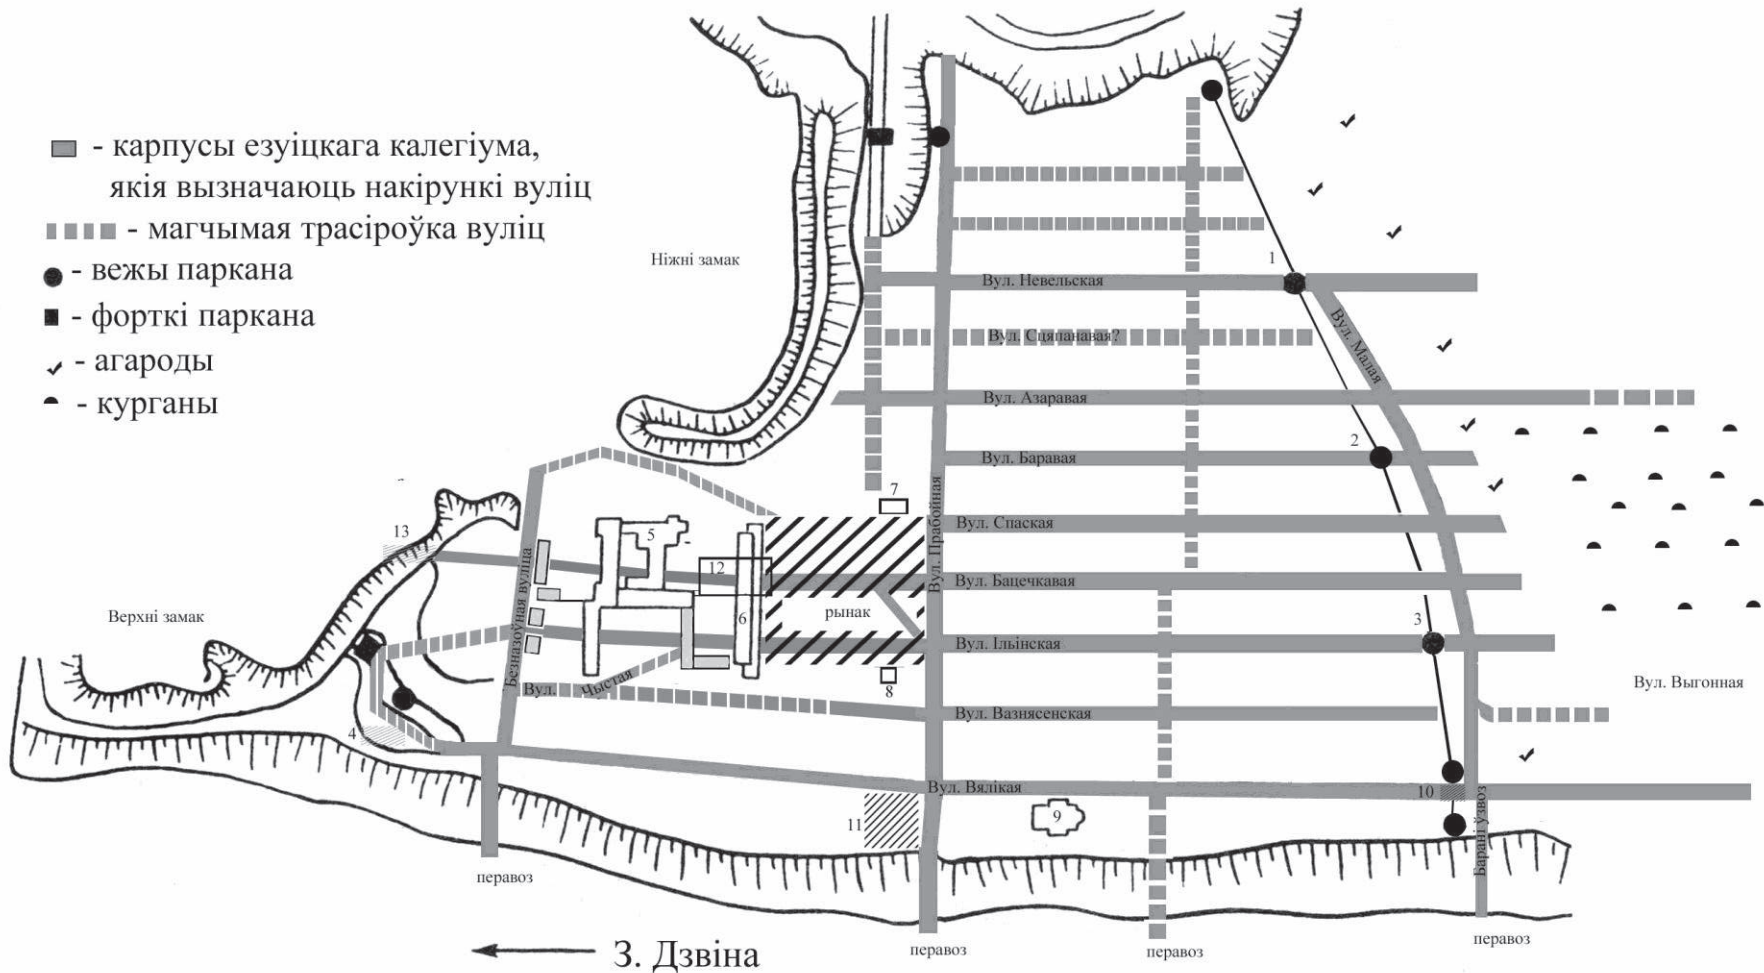 - карпусы езуіцкага калегіума,
якія вызначаюць накірункі вуліц
- магчымая трасіроўка вуліц
- вежы паркана
- форткі паркана
- агароды
- курганы
Ніжні замак
1
Вул. Невельская
Вул. Сцяпанавая?
Вул. Малая
Вул. Азаравая
2
Вул. Баравая
7
Вул. Прабойная
13
5
Вул. Спаская
Безназоўная вуліца
12
Вул. Бацечкавая
Верхні замак
6
рынак
3
Вул. Ільінская
Вул. Чыстая
8
Вул. Выгонная
Вул. Вазнясенская
4
Вул. Вялікая
10
11
9
Барані ўзвоз
перавоз
перавоз
перавоз
перавоз
З. Дзвіна